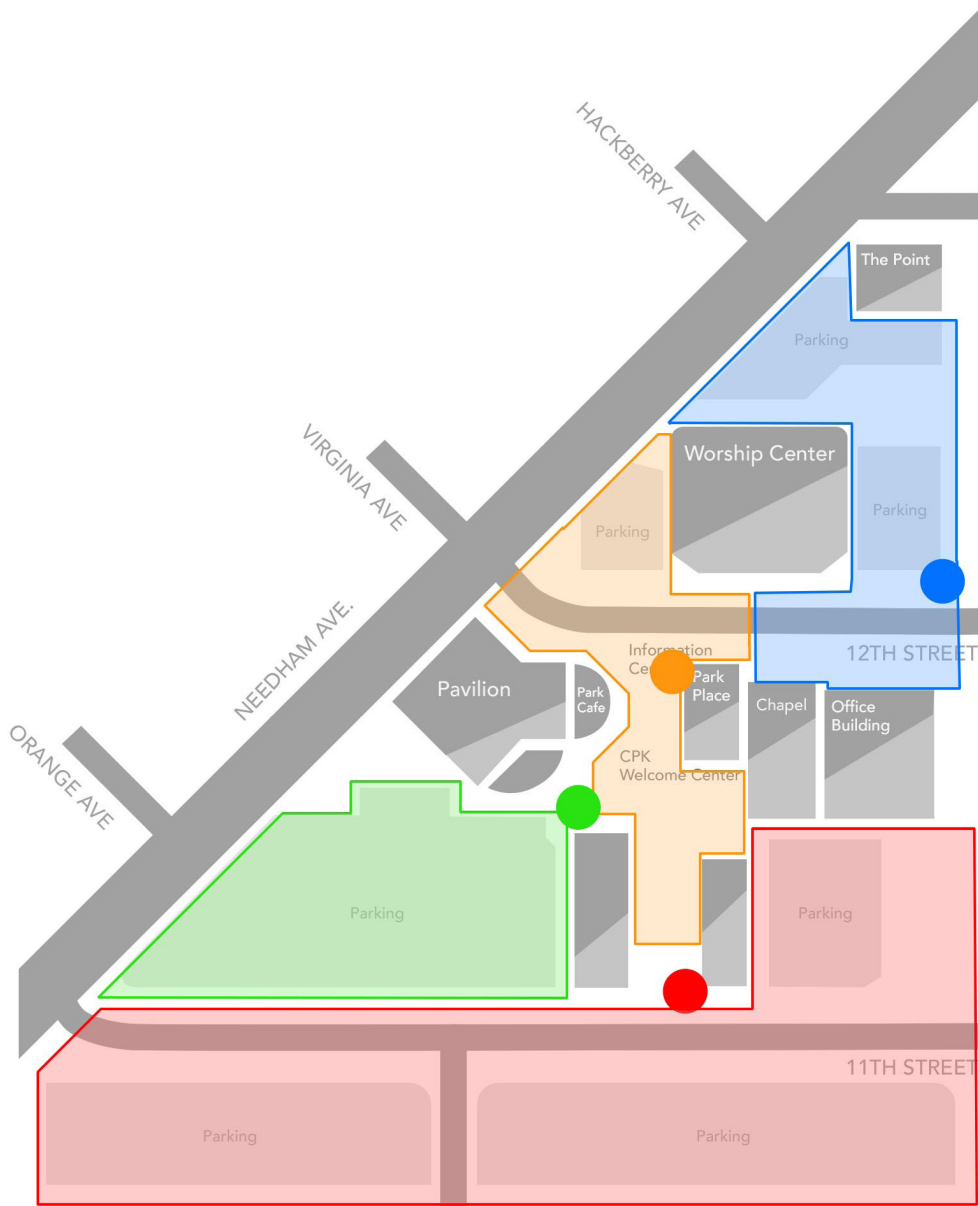 HACKBERRY AVE
The Point
Parking
VIRGINIA AVE
Worship Center
Parking
Parking
NEEDHAM AVE.
Information
12TH STREET
Pavilion
Park
Cafe
Park
Place
Chapel
Office
Building
ORANGE AVE
CPK
Welcome Center
Parking
Parking
11TH STREET
Parking
Parking